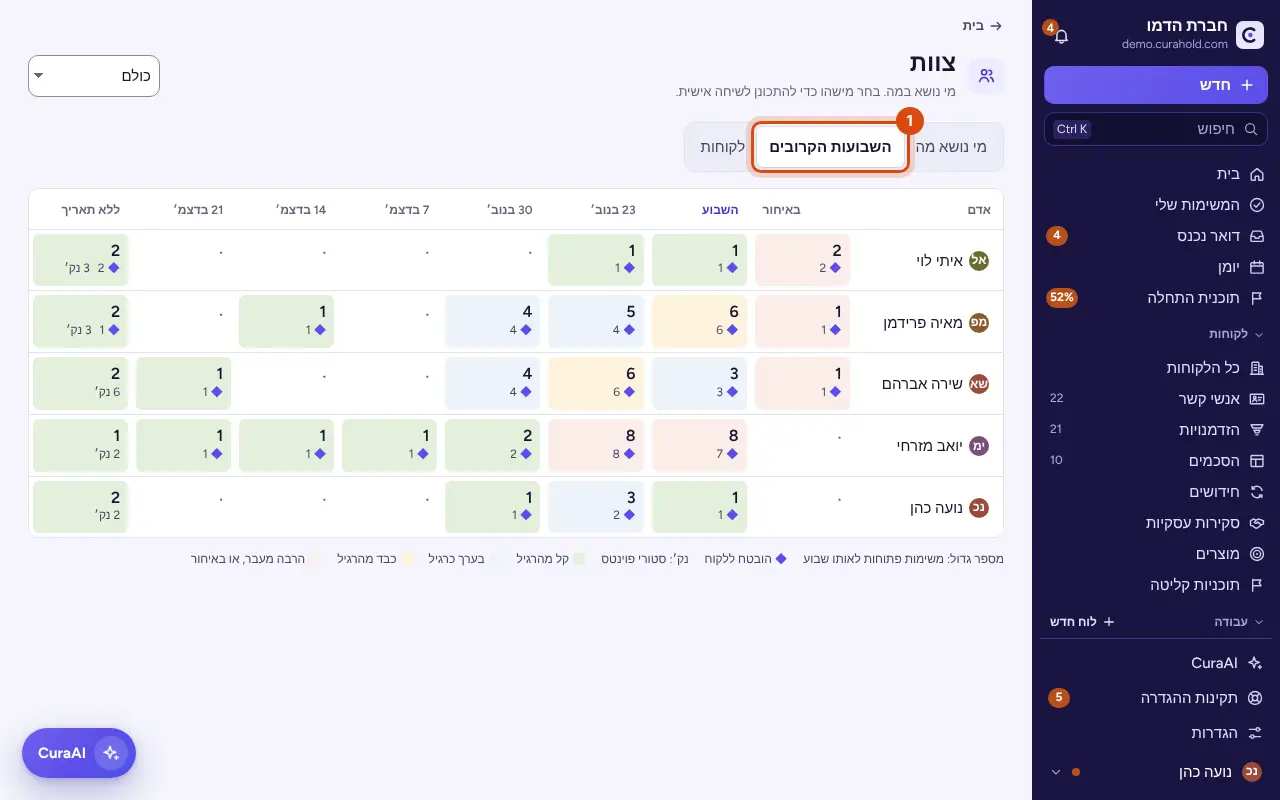 חברת הדמו
demo.curahold.com
4
+ חדש
חיפוש Ctrl K
בית
המשימות שלי
דואר נכנס 4
יומן
תוכנית התחלה 52%
לקוחות
כל הלקוחות
אנשי קשר 22
הזדמנויות 21
הסכמים 10
חידושים
סקירות עסקיות
מוצרים
תוכניות קליטה
עבודה + לוח חדש
CuraAI
תקינות ההגדרה 5
הגדרות
נכ נועה כהן
→ בית
צוות
מי נושא במה. בחר מישהו כדי להתכונן לשיחה אישית.
כולם
1
מי נושא מה השבועות הקרובים לקוחות
אדם באיחור השבוע 23 בנוב׳ 30 בנוב׳ 7 בדצמ׳ 14 בדצמ׳ 21 בדצמ׳ ללא תאריך
אל איתי לוי 2 1 1 · · · · 2
2 1 1 2 3 נק׳
מפ מאיה פרידמן 1 6 5 4 · 1 · 2
1 6 4 4 1 1 3 נק׳
שא שירה אברהם 1 3 6 4 · · 1 2
1 3 6 4 1 6 נק׳
ימ יואב מזרחי · 8 8 2 1 1 1 1
7 8 2 1 1 1 2 נק׳
נכ נועה כהן · 1 3 1 · · · 2
1 2 1 2 נק׳
מספר גדול: משימות פתוחות לאותו שבוע הובטח ללקוח נק׳: סטורי פוינטס קל מהרגיל בערך כרגיל כבד מהרגיל הרבה מעבר, או באיחור
CuraAI